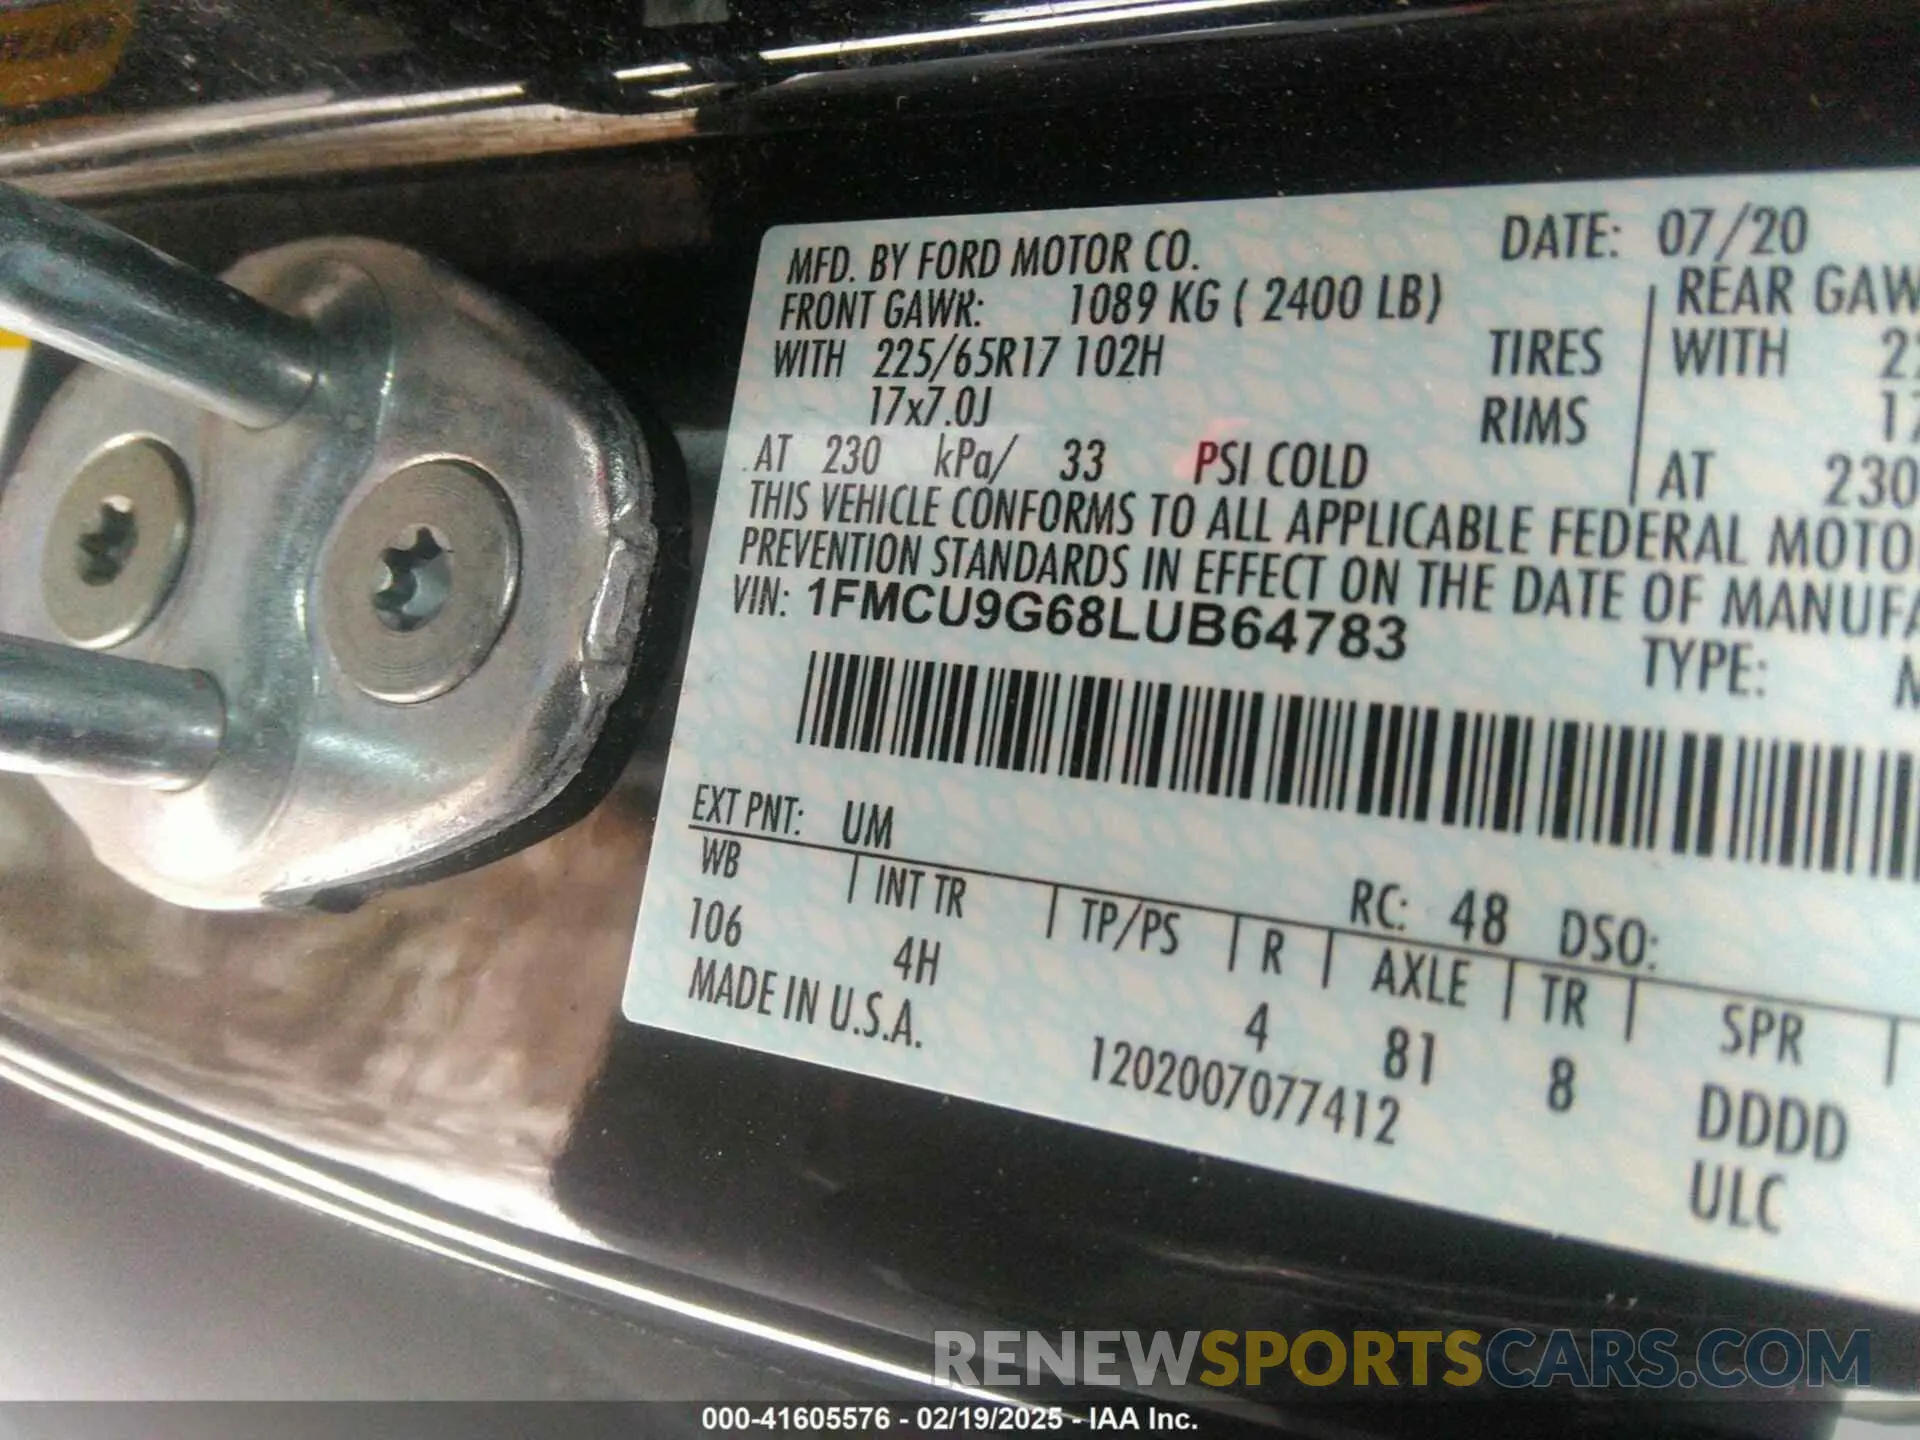 MFD. BY FORD MOTOR CO. DATE: 07/20
FRONT GAWR: 1089 KG ( 2400 LB) REAR GAW
WITH 225/65R17 102H TIRES WITH 22
17x7.0J RIMS 17
AT 230 kPa/ 33 PSI COLD AT 230
THIS VEHICLE CONFORMS TO ALL APPLICABLE FEDERAL MOTO
PREVENTION STANDARDS IN EFFECT ON THE DATE OF MANUFA
VIN: 1FMCU9G68LUB64783
TYPE: M
EXT PNT: UM RC: 48 DSO:
WB INT TR TP/PS R AXLE TR SPR
106 4H 4 81 8 DDDD
MADE IN U.S.A. 120200707412
ULC
RENEWSPORTSCARS.COM
000-41605576 - 02/19/2025 - IAA Inc.